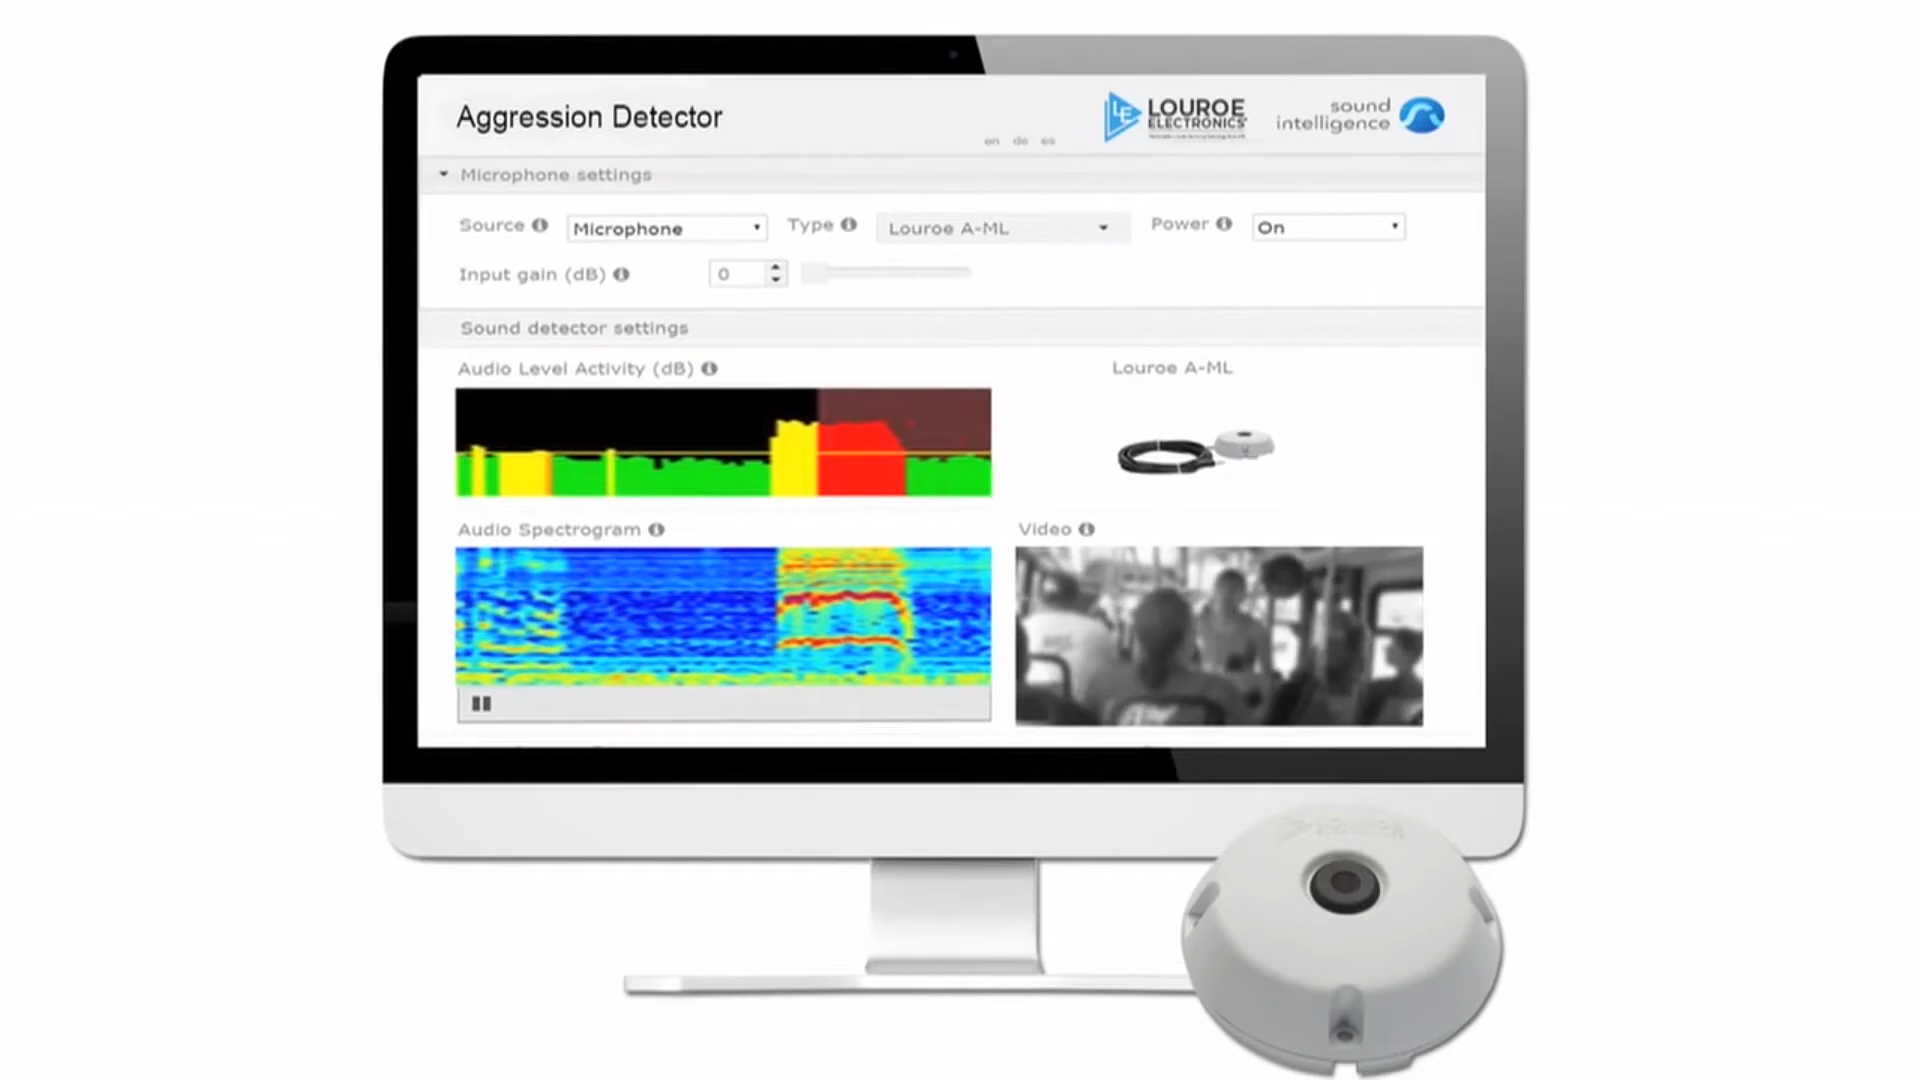 Aggression Detector
en de es
LE
LOUROE
ELECTRONICS
sound
intelligence
Microphone settings
Source
Microphone
Type
Louroe A-ML
Power
On
Input gain (dB)
0
Sound detector settings
Audio Level Activity (dB)
Louroe A-ML
Audio Spectrogram
Video